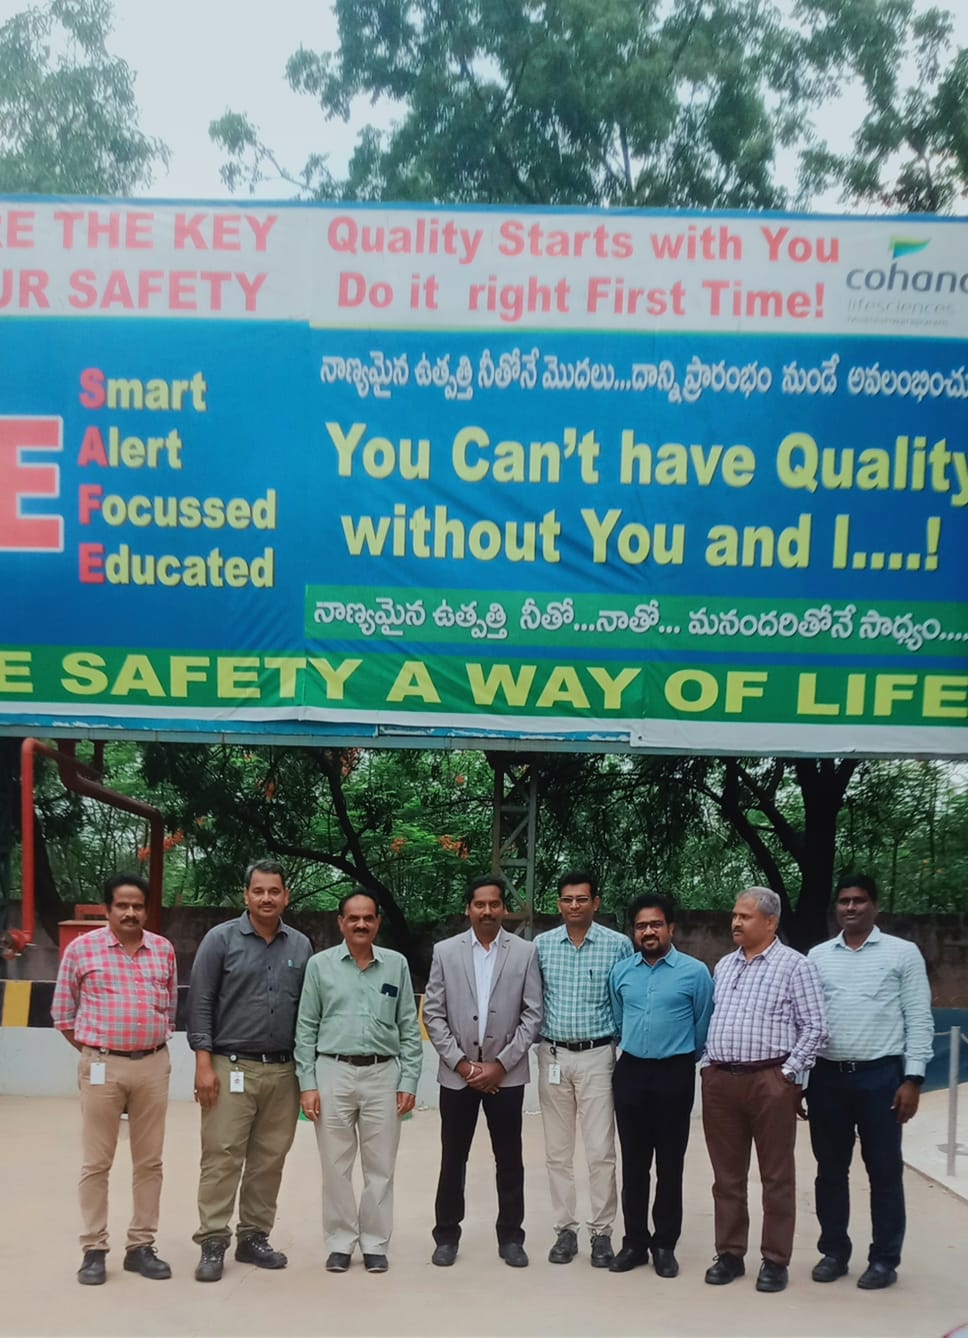 RE THE KEY
UR SAFETY
E
Smart
Alert
Focussed
Educated
Quality Starts with You
Do it right First Time!
cohanc
lifesciences
నాణ్యమైన ఉత్పత్తి నీతోనే మొదలు...దాన్ని ప్రారంభం నుండే అవలంబించు
You Can't have Quality
without You and I....!
నాణ్యమైన ఉత్పత్తి నీతో...నాతో... మనందరితోనే సాధ్యం....
E SAFETY A WAY OF LIFE